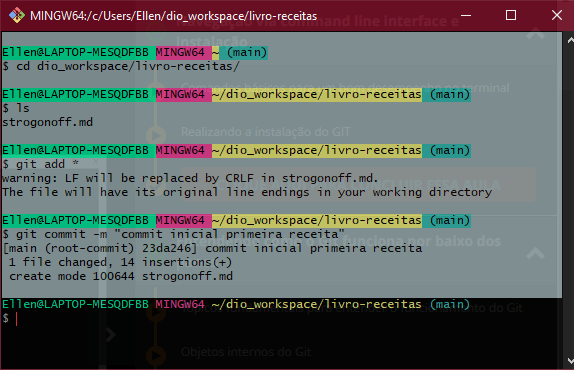 MINGW64:/c/Users/Ellen/dio_workspace/livro-receitas
Ellen@LAPTOP-MESQDFBB MINGW64 ~ (main)
$ cd dio_workspace/livro-receitas/
Ellen@LAPTOP-MESQDFBB MINGW64 ~/dio_workspace/livro-receitas (main)
$ ls
strogonoff.md
Ellen@LAPTOP-MESQDFBB MINGW64 ~/dio_workspace/livro-receitas (main)
$ git add *
warning: LF will be replaced by CRLF in strogonoff.md.
The file will have its original line endings in your working directory
Ellen@LAPTOP-MESQDFBB MINGW64 ~/dio_workspace/livro-receitas (main)
$ git commit -m "commit inicial primeira receita"
[main (root-commit) 23da246] commit inicial primeira receita
1 file changed, 14 insertions(+)
create mode 100644 strogonoff.md
Ellen@LAPTOP-MESQDFBB MINGW64 ~/dio_workspace/livro-receitas (main)
$
Realizando a instalação do GIT
Objetos internos do Git